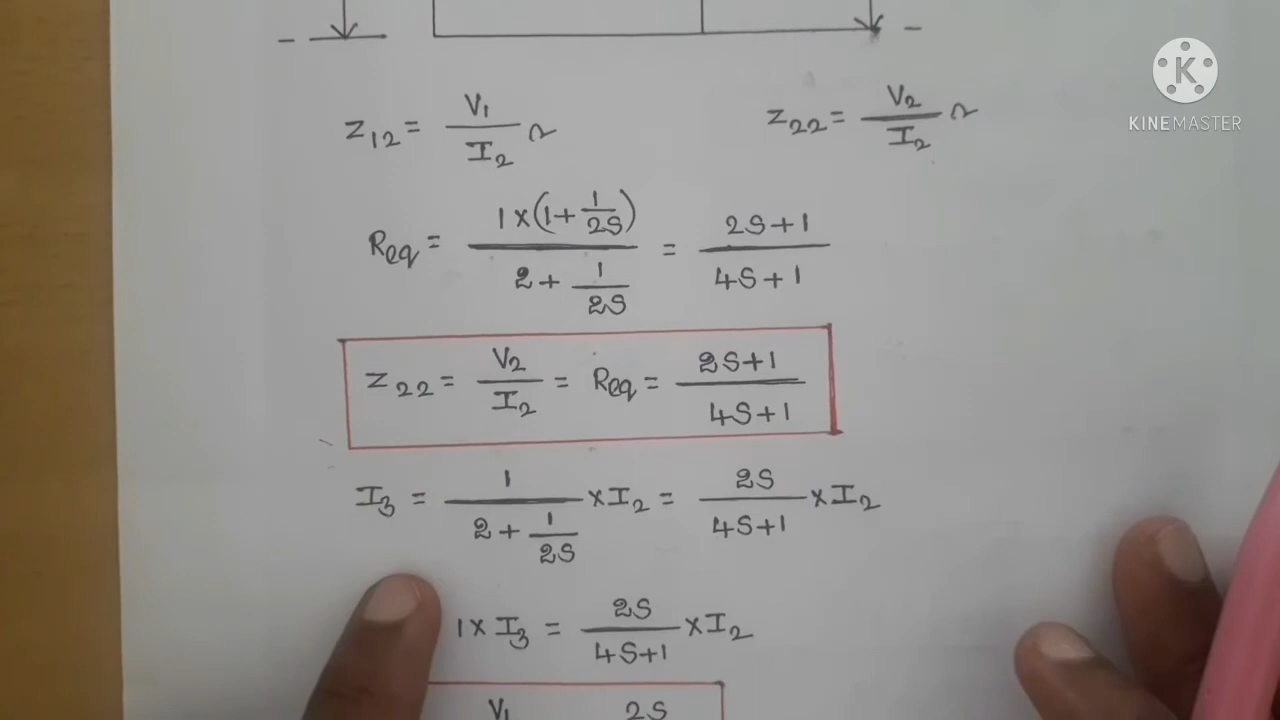 K
KINEMASTER
Z12 = V1/I2 Ω
Z22 = V2/I2 Ω
Req = 1×(1+1/2S) / 2+1/2S = 2S+1/4S+1
Z22 = V2/I2 = Req = 2S+1/4S+1
I3 = 1 / 2+1/2S ×I2 = 2S/4S+1 ×I2
1× I3 = 2S/4S+1 ×I2
V1 2S